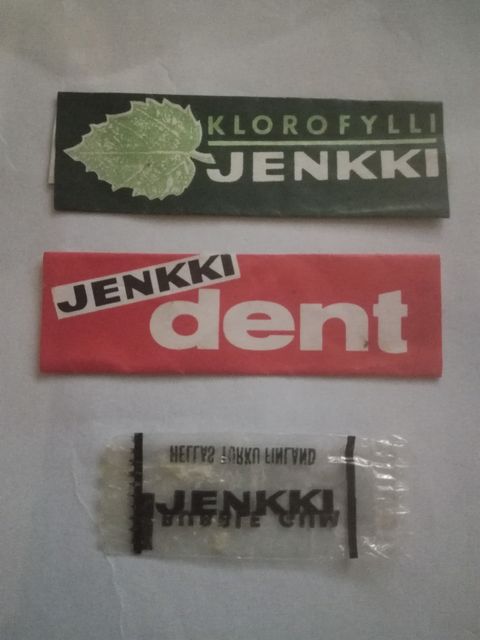 KLOROFYLLI
JENKKI
JENKKI
dent
HELLAS TURKU FINLAND
JENKKI
BUBBLE GUM